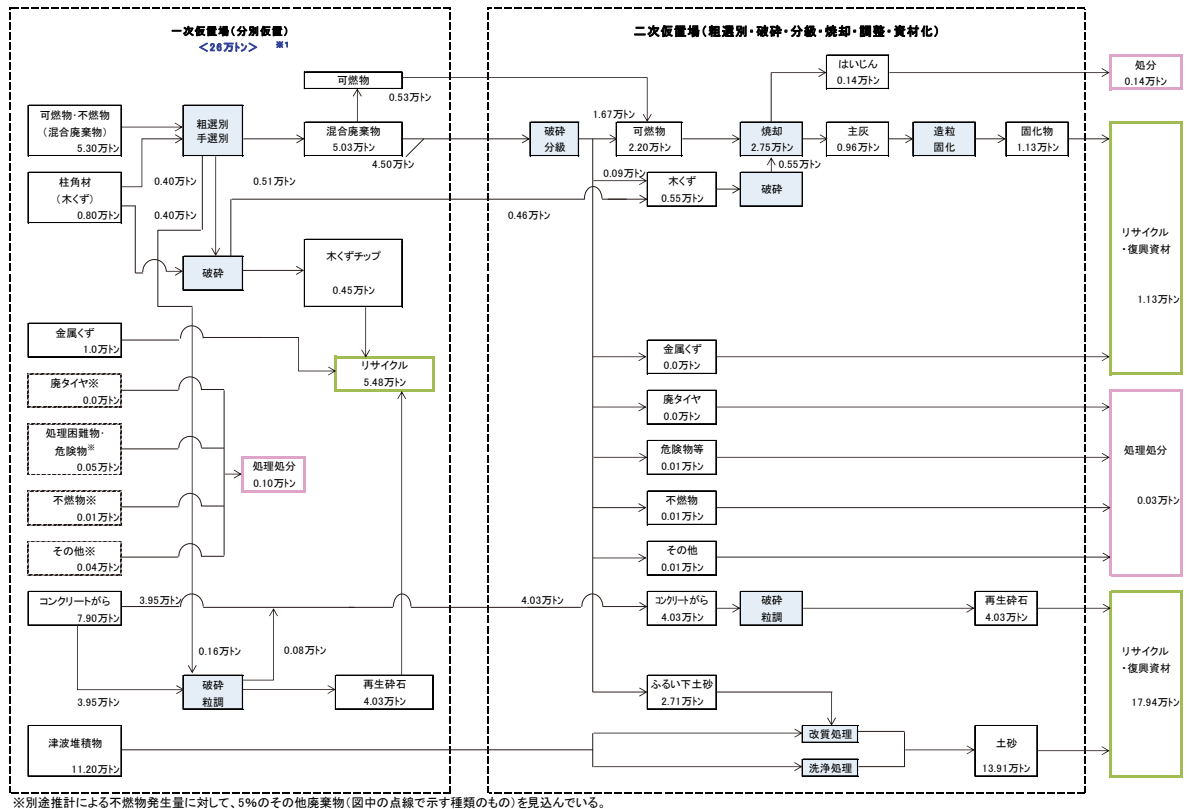 一次仮置場(分別仮置)
<26万トン> ※1
二次仮置場(粗選別・破砕・分級・焼却・調整・資材化)
可燃物
0.53万トン
はいじん
0.14万トン
処分
0.14万トン
可燃物・不燃物
(混合廃棄物)
5.30万トン
粗選別
手選別
混合廃棄物
5.03万トン
4.50万トン
破砕
分級
1.67万トン
可燃物
2.20万トン
焼却
2.75万トン
主灰
0.96万トン
造粒
固化
固化物
1.13万トン
0.55万トン
柱角材
(木くず)
0.80万トン
0.40万トン
0.51万トン
0.40万トン
0.09万トン
木くず
0.55万トン
破砕
0.46万トン
リサイクル
・復興資材
1.13万トン
破砕
木くずチップ
0.45万トン
金属くず
1.0万トン
リサイクル
5.48万トン
金属くず
0.0万トン
廃タイヤ※
0.0万トン
廃タイヤ
0.0万トン
処理困難物・
危険物※
0.05万トン
処理処分
0.10万トン
危険物等
0.01万トン
処理処分
0.03万トン
不燃物※
0.01万トン
不燃物
0.01万トン
その他※
0.04万トン
その他
0.01万トン
コンクリートがら
7.90万トン
3.95万トン
4.03万トン
コンクリートがら
4.03万トン
破砕
粒調
再生砕石
4.03万トン
0.16万トン
0.08万トン
3.95万トン
破砕
粒調
再生砕石
4.03万トン
ふるい下土砂
2.71万トン
リサイクル
・復興資材
17.94万トン
津波堆積物
11.20万トン
改質処理
洗浄処理
土砂
13.91万トン
※別途推計による不燃物発生量に対して、5%のその他廃棄物(図中の点線で示す種類のもの)を見込んでいる。